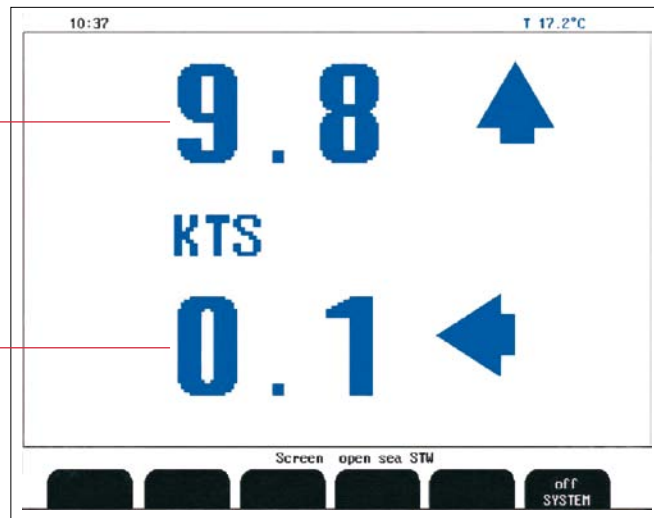 10:37 T 17.2°C
9.8
KTS
0.1
Screen open sea STW
off
SYSTEM